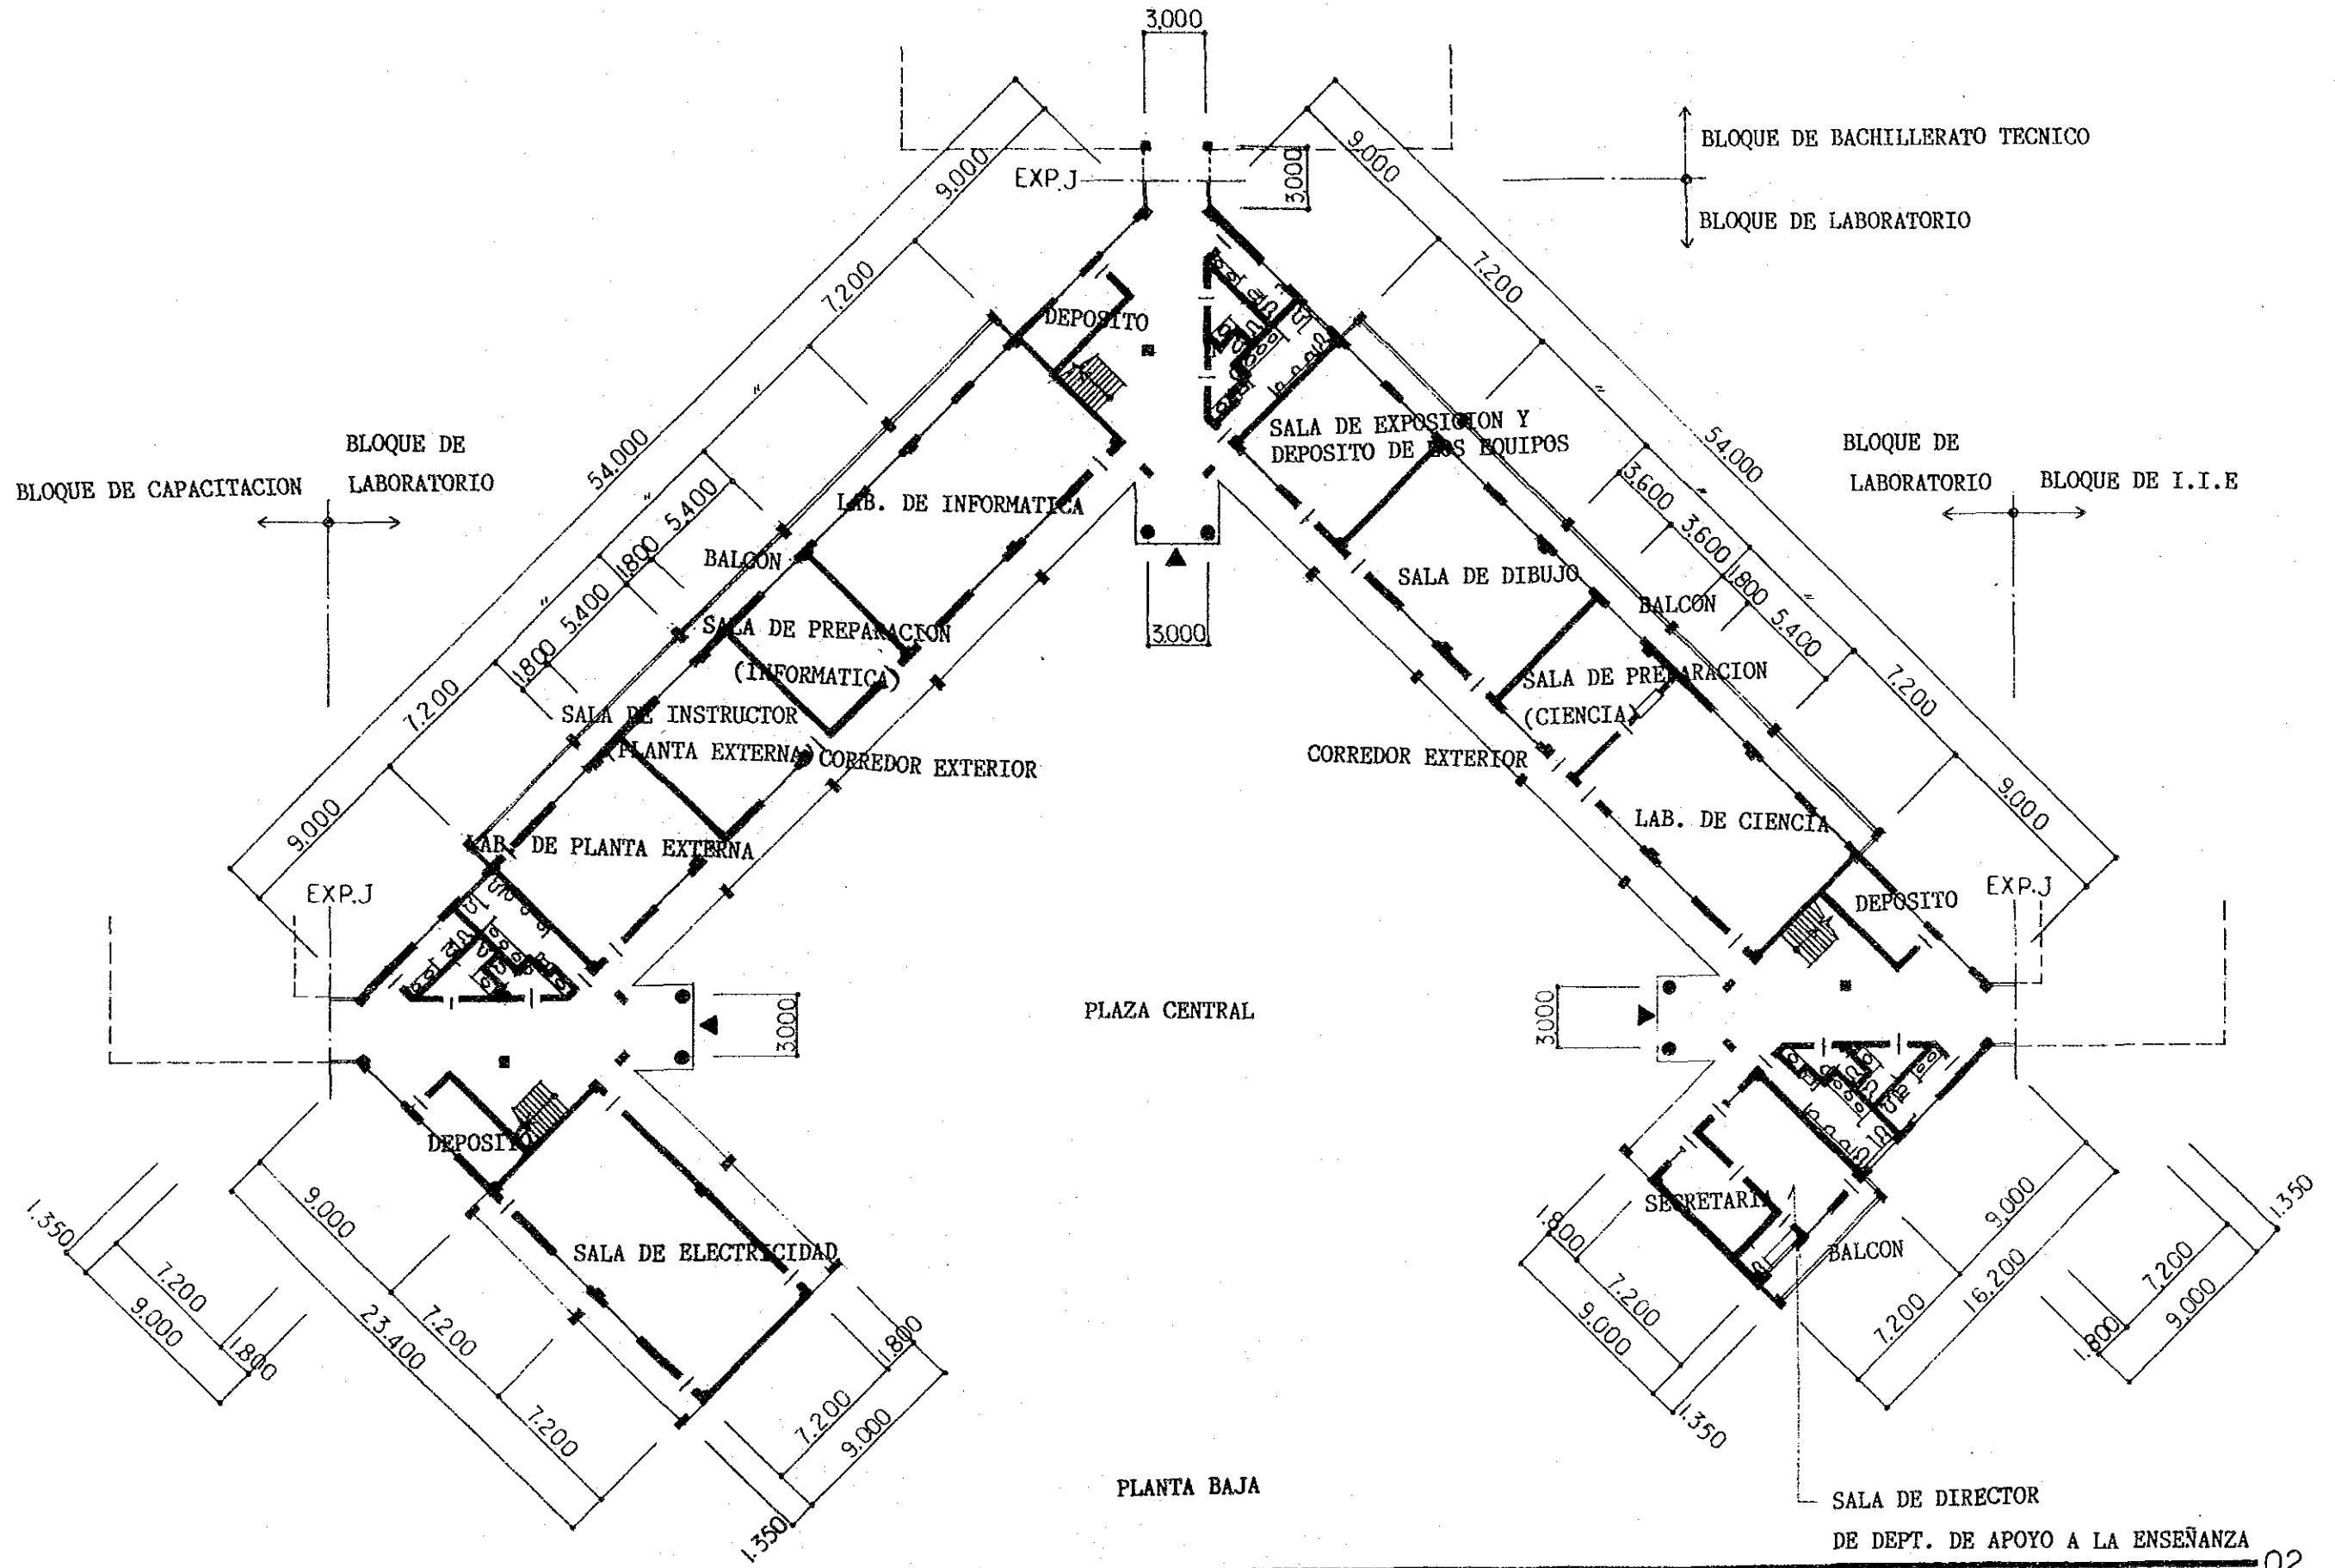 3.000
EXP.J
3.000
BLOQUE DE BACHILLERATO TECNICO
BLOQUE DE LABORATORIO
9.000
9.000
7.200
7.200
DEPOSITO
54.000
54.000
"
"
"
"
"
"
SALA DE EXPOSICION Y
DEPOSITO DE LOS EQUIPOS
BLOQUE DE
LABORATORIO
BLOQUE DE CAPACITACION
BLOQUE DE
LABORATORIO
BLOQUE DE I.I.E
LAB. DE INFORMATICA
5.400
1.800
5.400
1.800
3.600
3.600
1.800
5.400
BALCON
SALA DE DIBUJO
BALCON
3.000
SALA DE PREPARACION
(INFORMATICA)
SALA DE PREPARACION
(CIENCIA)
7.200
7.200
SALA DE INSTRUCTOR
(PLANTA EXTERNA)
CORREDOR EXTERIOR
CORREDOR EXTERIOR
9.000
9.000
LAB. DE PLANTA EXTERNA
LAB. DE CIENCIA
EXP.J
DEPOSITO
EXP.J
3.000
PLAZA CENTRAL
3.000
DEPOSITO
SECRETARIA
SALA DE ELECTRICIDAD
BALCON
1.350
7.200
9.000
1.800
9.000
7.200
23.400
7.200
1.800
7.200
9.000
1.350
1.800
7.200
9.000
1.350
9.000
7.200
16.200
1.350
7.200
9.000
1.800
PLANTA BAJA
SALA DE DIRECTOR
DE DEPT. DE APOYO A LA ENSEÑANZA
02